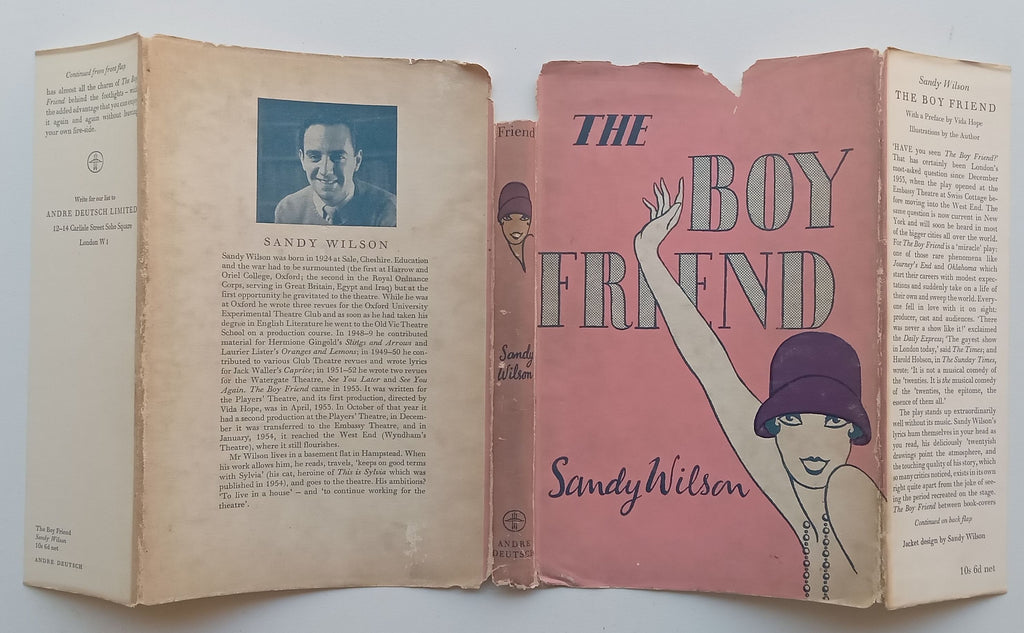 Continued from front flap
has almost all the charm of The Boy
Friend behind the footlights – with
the added advantage that you can enjoy
it again and again without leaving
your own fire-side.
Write for our list to
ANDRE DEUTSCH LIMITED
12–14 Carlisle Street Soho Square
London W1
The Boy Friend
Sandy Wilson
10s 6d net
ANDRE DEUTSCH
SANDY WILSON
Sandy Wilson was born in 1924 at Sale, Cheshire. Education
and the war had to be surmounted (the first at Harrow and
Oriel College, Oxford; the second in the Royal Ordnance
Corps, serving in Great Britain, Egypt and Iraq) but at the
first opportunity he gravitated to the theatre. While he was
at Oxford he wrote three revues for the Oxford University
Experimental Theatre Club and as soon as he had taken his
degree in English Literature he went to the Old Vic Theatre
School on a production course. In 1948–9 he contributed
material for Hermione Gingold's Slings and Arrows and
Laurier Lister's Oranges and Lemons; in 1949–50 he con-
tributed to various Club Theatre revues and wrote lyrics
for Jack Waller's Caprice; in 1951–52 he wrote two revues
for the Watergate Theatre, See You Later and See You
Again. The Boy Friend came in 1953. It was written for
the Players' Theatre, and its first production, directed by
Vida Hope, was in April, 1953. In October of that year it
had a second production at the Players' Theatre, in Decem-
ber it was transferred to the Embassy Theatre, and in
January, 1954, it reached the West End (Wyndham's
Theatre), where it still flourishes.
Mr Wilson lives in a basement flat in Hampstead. When
his work allows him, he reads, travels, 'keeps on good terms
with Sylvia' (his cat, heroine of This is Sylvia which was
published in 1954), and goes to the theatre. His ambitions?
'To live in a house' – and 'to continue working for the
theatre'.
Friend
Sandy
Wilson
ANDRE
DEUTSCH
THE
BOY
FRIEND
Sandy Wilson
Sandy Wilson
THE BOY FRIEND
With a Preface by Vida Hope
Illustrations by the Author
'HAVE you seen The Boy Friend?'
That has certainly been London's
most-asked question since December
1953, when the play opened at the
Embassy Theatre at Swiss Cottage be-
fore moving into the West End. The
same question is now current in New
York and will soon be heard in most
of the bigger cities all over the world.
For The Boy Friend is a 'miracle' play:
one of those rare phenomena like
Journey's End and Oklahoma which
start their careers with modest expec-
tations and suddenly take on a life of
their own and sweep the world. Every-
one fell in love with it on sight:
producer, cast and audiences. 'There
was never a show like it!' exclaimed
the Daily Express; 'The gayest show
in London today,' said The Times; and
Harold Hobson, in The Sunday Times,
wrote: 'It is not a musical comedy of
the 'twenties. It is the musical comedy
of the 'twenties, the epitome, the
essence of them all.'
The play stands up extraordinarily
well without its music. Sandy Wilson's
lyrics hum themselves in your head as
you read, his deliciously 'twentyish
drawings point the atmosphere, and
the touching quality of his story, which
so many critics noticed, exists in its own
right quite apart from the joke of see-
ing the period recreated on the stage.
The Boy Friend between book-covers
Continued on back flap
Jacket design by Sandy Wilson
10s 6d net